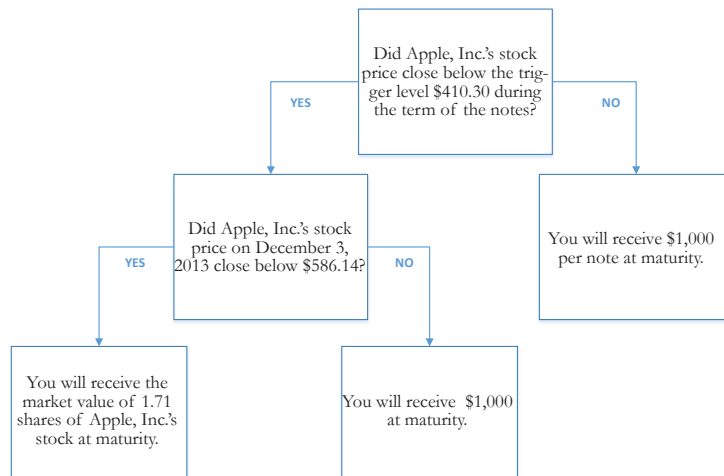 Did Apple, Inc.'s stock
price close below the trig-
ger level $410.30 during
the term of the notes?
YES
NO
Did Apple, Inc.'s stock
price on December 3,
2013 close below $586.14?
You will receive $1,000
per note at maturity.
YES
NO
You will receive the
market value of 1.71
shares of Apple, Inc.'s
stock at maturity.
You will receive $1,000
at maturity.